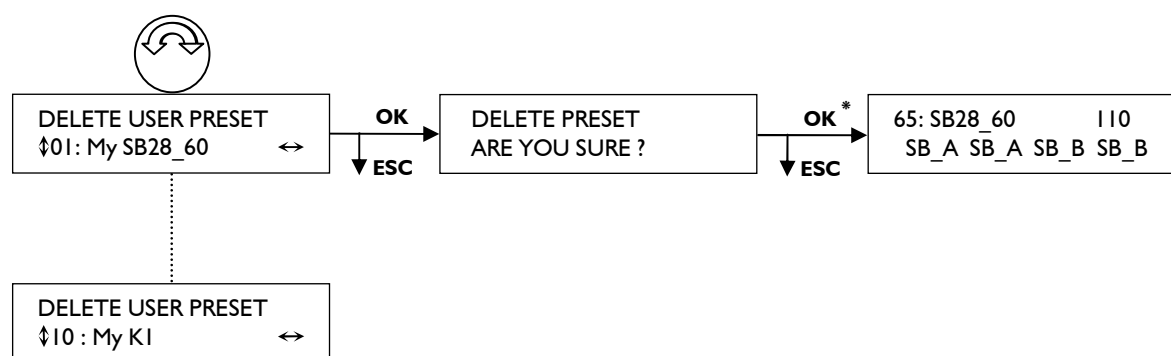 DELETE USER PRESET
⇕01: My SB28_60 ↔
OK
ESC
DELETE PRESET
ARE YOU SURE ?
OK *
ESC
65: SB28_60 110
SB_A SB_A SB_B SB_B
DELETE USER PRESET
⇕10 : My K1 ↔